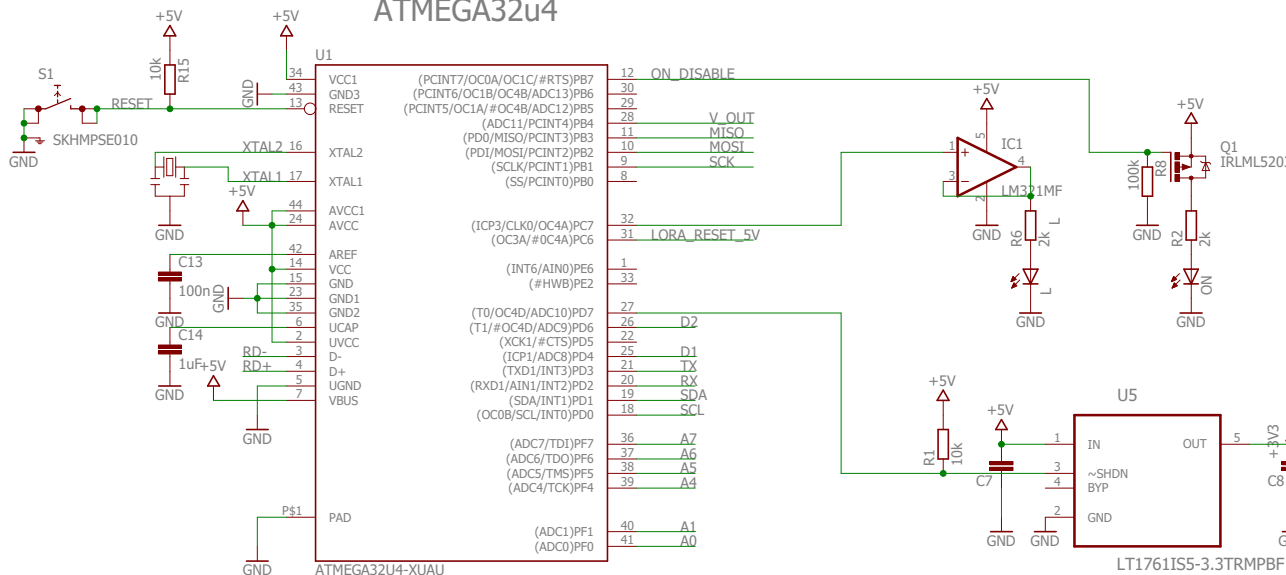 ATMEGA32u4
+5V
+5V
10k
R15
S1
RESET
SKHMPSE010
GND
GND
U1
34 VCC1
43 GND3
13 RESET
XTAL2 16 XTAL2
XTAL1 17 XTAL1
+5V
GND
44 AVCC1
24 AVCC
42 AREF
C13
100n
GND
14 VCC
15 GND
GND
23 GND1
35 GND2
6 UCAP
C14
1uF
GND
2 UVCC
RD- 3 D-
RD+ 4 D+
+5V
5 UGND
7 VBUS
GND
P$1 PAD
GND
ATMEGA32U4-XUAU
(PCINT7/OC0A/OC1C/#RTS)PB7 12 ON_DISABLE
(PCINT6/OC1B/OC4B/ADC13)PB6 30
(PCINT5/OC1A/#OC4B/ADC12)PB5 29
(ADC11/PCINT4)PB4 28 V_OUT
(PD0/MISO/PCINT3)PB3 11 MISO
(PDI/MOSI/PCINT2)PB2 10 MOSI
(SCLK/PCINT1)PB1 9 SCK
(SS/PCINT0)PB0 8
(ICP3/CLK0/OC4A)PC7 32
(OC3A/#0C4A)PC6 31 LORA_RESET_5V
(INT6/AIN0)PE6 1
(#HWB)PE2 33
(T0/OC4D/ADC10)PD7 27
(T1/#OC4D/ADC9)PD6 26 D2
(XCK1/#CTS)PD5 22
(ICP1/ADC8)PD4 25 D1
(TXD1/INT3)PD3 21 TX
(RXD1/AIN1/INT2)PD2 20 RX
(SDA/INT1)PD1 19 SDA
(OC0B/SCL/INT0)PD0 18 SCL
(ADC7/TDI)PF7 36 A7
(ADC6/TDO)PF6 37 A6
(ADC5/TMS)PF5 38 A5
(ADC4/TCK)PF4 39 A4
(ADC1)PF1 40 A1
(ADC0)PF0 41 A0
+5V
5
IC1
1 +
4
3 −
2
LM321MF
GND
R6
2k
L
L
GND
+5V
Q1
IRLML5203
100k
R8
GND
R2
2k
ON
GND
+5V
R1
10k
+5V
C7
GND
GND
U5
1 IN
OUT 5
3 ~SHDN
4 BYP
2 GND
LT1761IS5-3.3TRMPBF
+3V3
C8